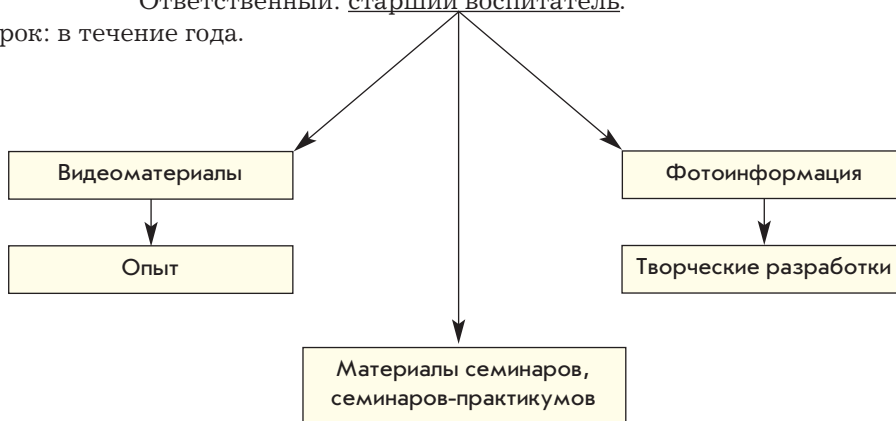 Ответственный: старший воспитатель.
рок: в течение года.
Видеоматериалы
Фотоинформация
Опыт
Творческие разработки
Материалы семинаров,
семинаров-практикумов